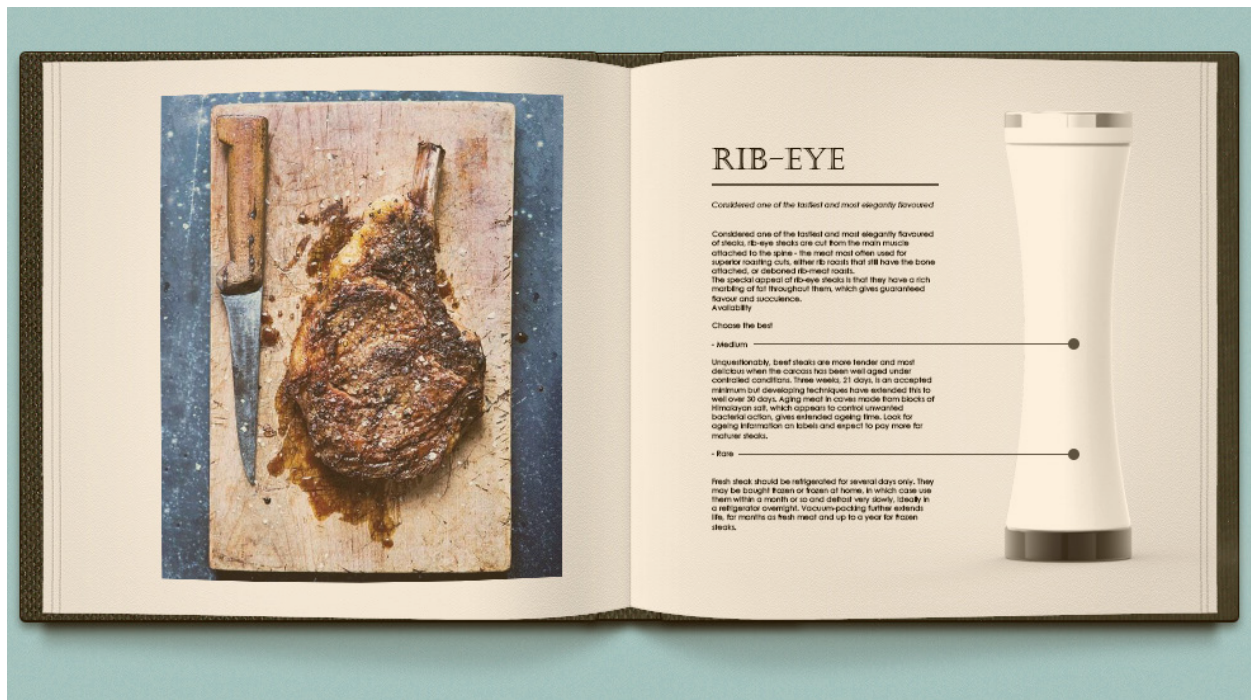 RIB-EYE
Considered one of the tastiest and most elegantly flavoured
Considered one of the tastiest and most elegantly flavoured
of steaks, rib-eye steaks are cut from the main muscle
attached to the spine - the meat most often used for
superior roasting cuts, either rib roasts that still have the bone
attached, or deboned rib-meat roasts.
The special appeal of rib-eye steaks is that they have a rich
marbling of fat throughout them, which gives guaranteed
flavour and succulence.
Availability
Choose the best
- Medium
Unquestionably, beef steaks are more tender and most
delicious when the carcass has been well aged under
controlled conditions. Three weeks, 21 days, is an accepted
minimum but developing techniques have extended this to
well over 30 days. Aging meat in caves made from blocks of
Himalayan salt, which appears to control unwanted
bacterial action, gives extended ageing time. Look for
ageing information on labels and expect to pay more for
maturer steaks.
- Rare
Fresh steak should be refrigerated for several days only. They
may be bought frozen or frozen at home, in which case use
them within a month or so and defrost very slowly, ideally in
a refrigerator overnight. Vacuum-packing further extends
life, for months as fresh meat and up to a year for frozen
steaks.